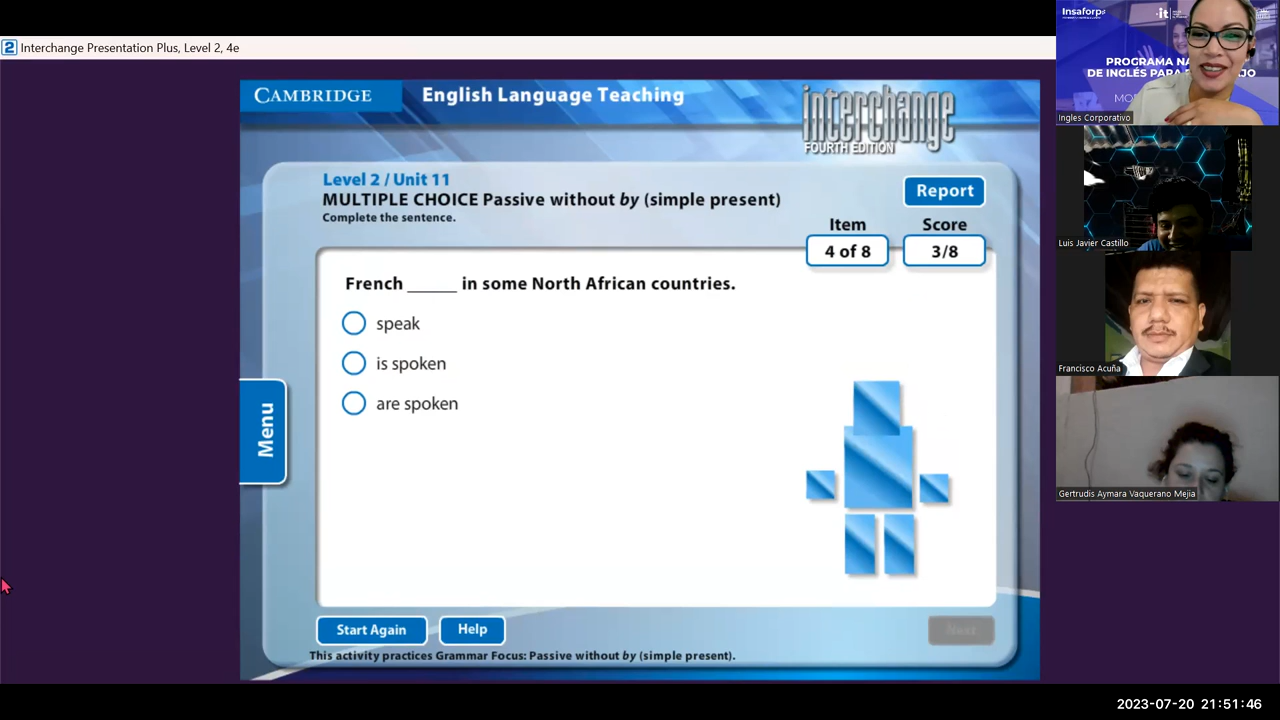 Interchange Presentation Plus, Level 2, 4e
CAMBRIDGE
English Language Teaching
interchange
FOURTH EDITION
Level 2 / Unit 11
MULTIPLE CHOICE Passive without by (simple present)
Complete the sentence.
Report
Item
Score
4 of 8
3/8
French _____ in some North African countries.
speak
is spoken
are spoken
Menu
Start Again
Help
Next
This activity practices Grammar Focus: Passive without by (simple present).
Insaforp
PROGRAMA NA
DE INGLÉS PARA
JO
Ingles Corporativo
Luis Javier Castillo
Francisco Acuña
Gertrudis Aymara Vaquerano Mejia
2023-07-20 21:51:46